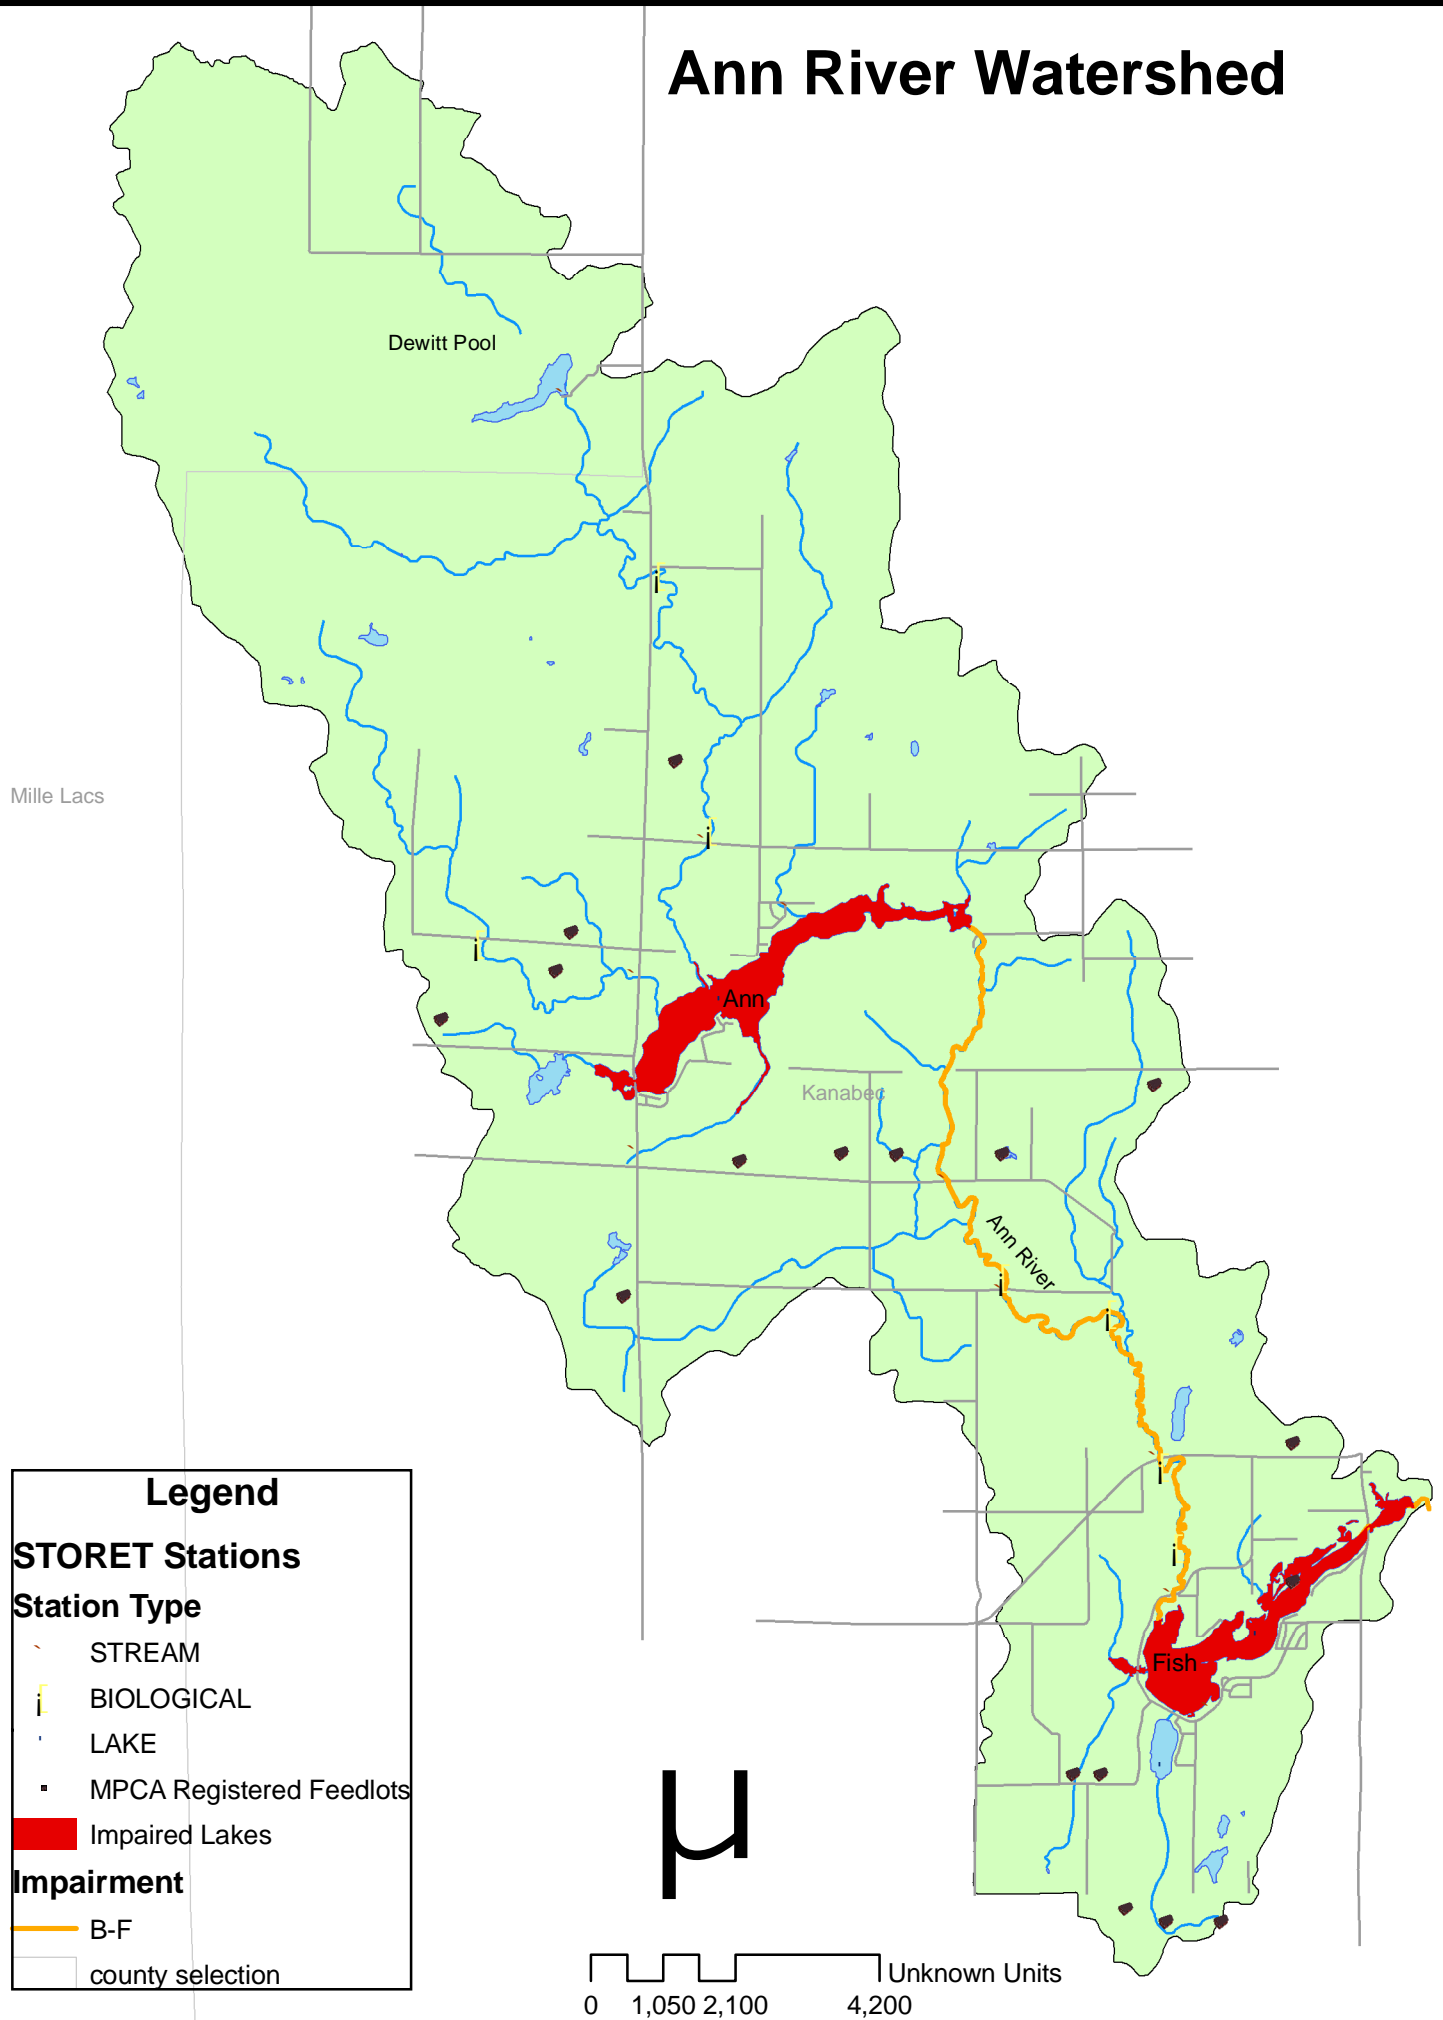 Ann River Watershed
Dewitt Pool
i
Mille Lacs
i
i
Ann
Kanabec
Ann River
i
i
i
i
Fish
Legend
STORET Stations
Station Type
STREAM
i BIOLOGICAL
LAKE
MPCA Registered Feedlots
Impaired Lakes
Impairment
B-F
county selection
µ
Unknown Units
0 1,050 2,100 4,200